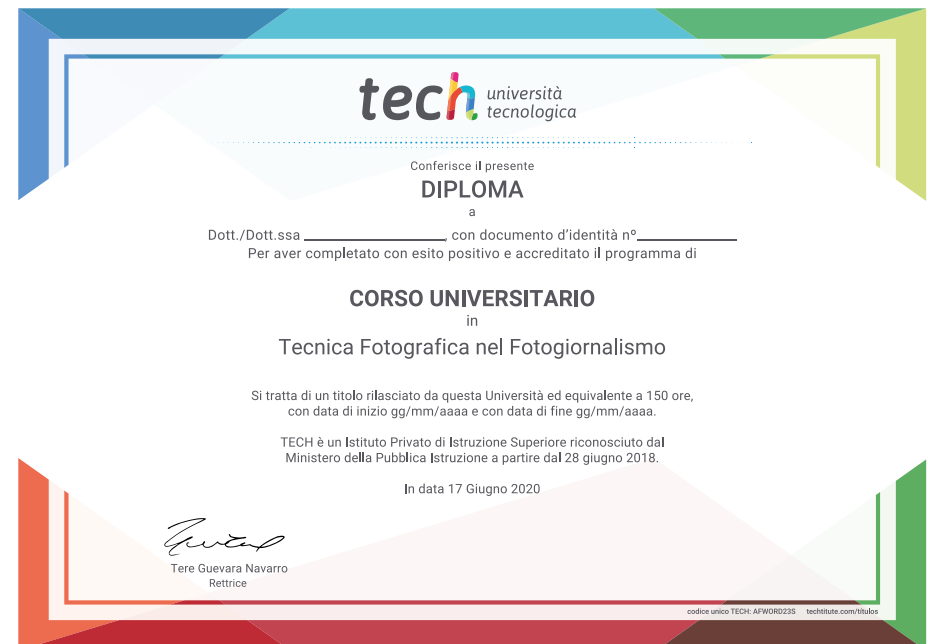 tech università
tecnologica
Conferisce il presente
DIPLOMA
a
Dott./Dott.ssa ____________, con documento d'identità nº__________
Per aver completato con esito positivo e accreditato il programma di
CORSO UNIVERSITARIO
in
Tecnica Fotografica nel Fotogiornalismo
Si tratta di un titolo rilasciato da questa Università ed equivalente a 150 ore,
con data di inizio gg/mm/aaaa e con data di fine gg/mm/aaaa.
TECH è un Istituto Privato di Istruzione Superiore riconosciuto dal
Ministero della Pubblica Istruzione a partire dal 28 giugno 2018.
In data 17 Giugno 2020
Tere Guevara Navarro
Rettrice
codice unico TECH: AFWORD23S techtitute.com/titulos